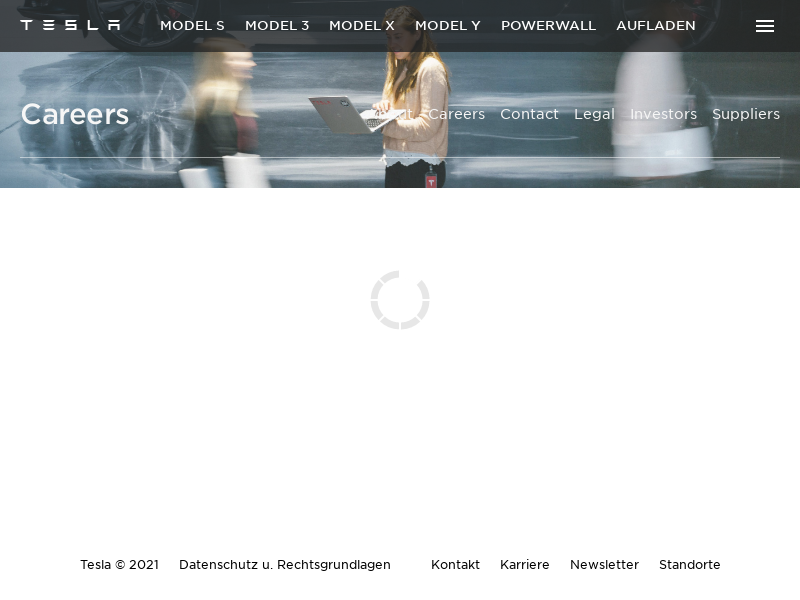 TESLA MODEL S MODEL 3 MODEL X MODEL Y POWERWALL AUFLADEN
Careers
Careers Contact Legal Investors Suppliers
Tesla © 2021 Datenschutz u. Rechtsgrundlagen Kontakt Karriere Newsletter Standorte